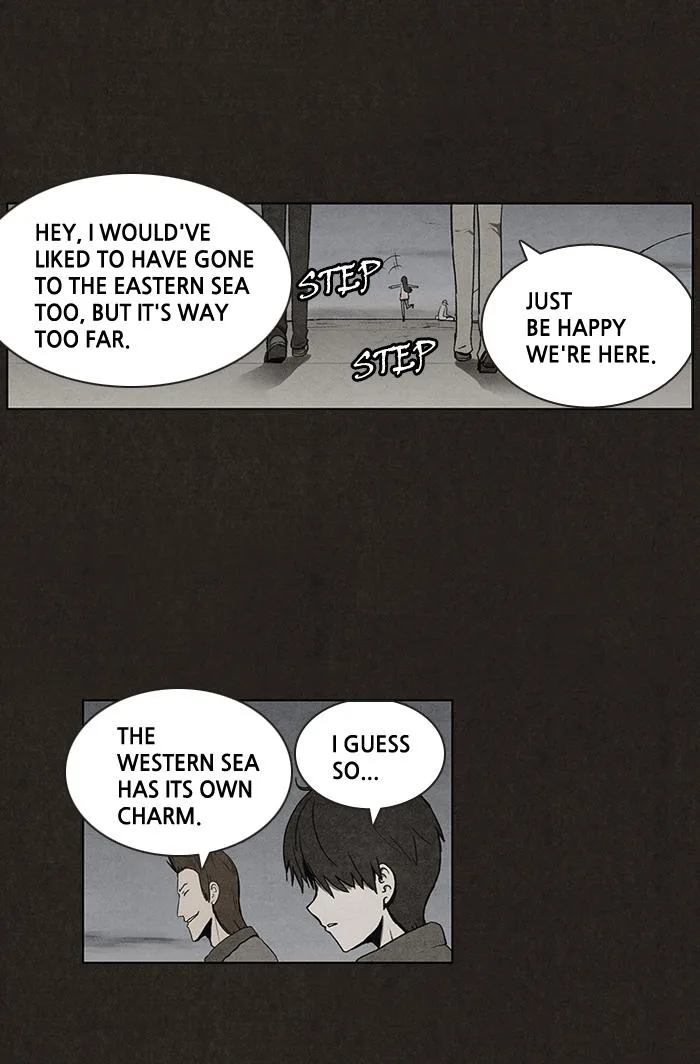 HEY, I WOULD'VE
LIKED TO HAVE GONE
TO THE EASTERN SEA
TOO, BUT IT'S WAY
TOO FAR.
STEP
STEP
JUST
BE HAPPY
WE'RE HERE.
THE
WESTERN SEA
HAS ITS OWN
CHARM.
I GUESS
SO...